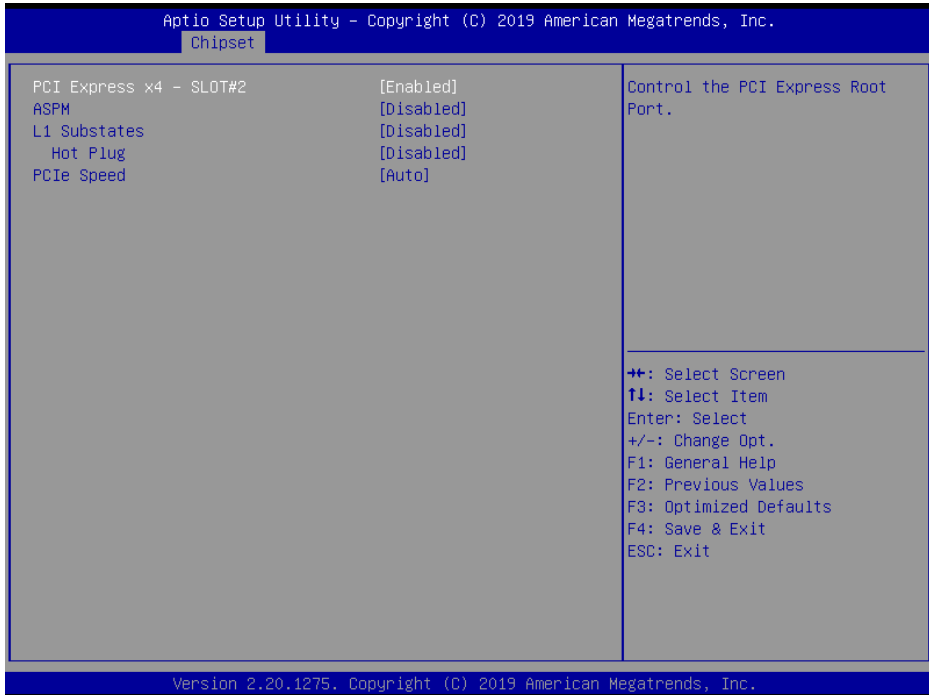 Aptio Setup Utility – Copyright (C) 2019 American Megatrends, Inc.
Chipset
PCI Express x4 – SLOT#2 [Enabled]
ASPM [Disabled]
L1 Substates [Disabled]
Hot Plug [Disabled]
PCIe Speed [Auto]
Control the PCI Express Root
Port.
→←: Select Screen
↑↓: Select Item
Enter: Select
+/-: Change Opt.
F1: General Help
F2: Previous Values
F3: Optimized Defaults
F4: Save & Exit
ESC: Exit
Version 2.20.1275. Copyright (C) 2019 American Megatrends, Inc.